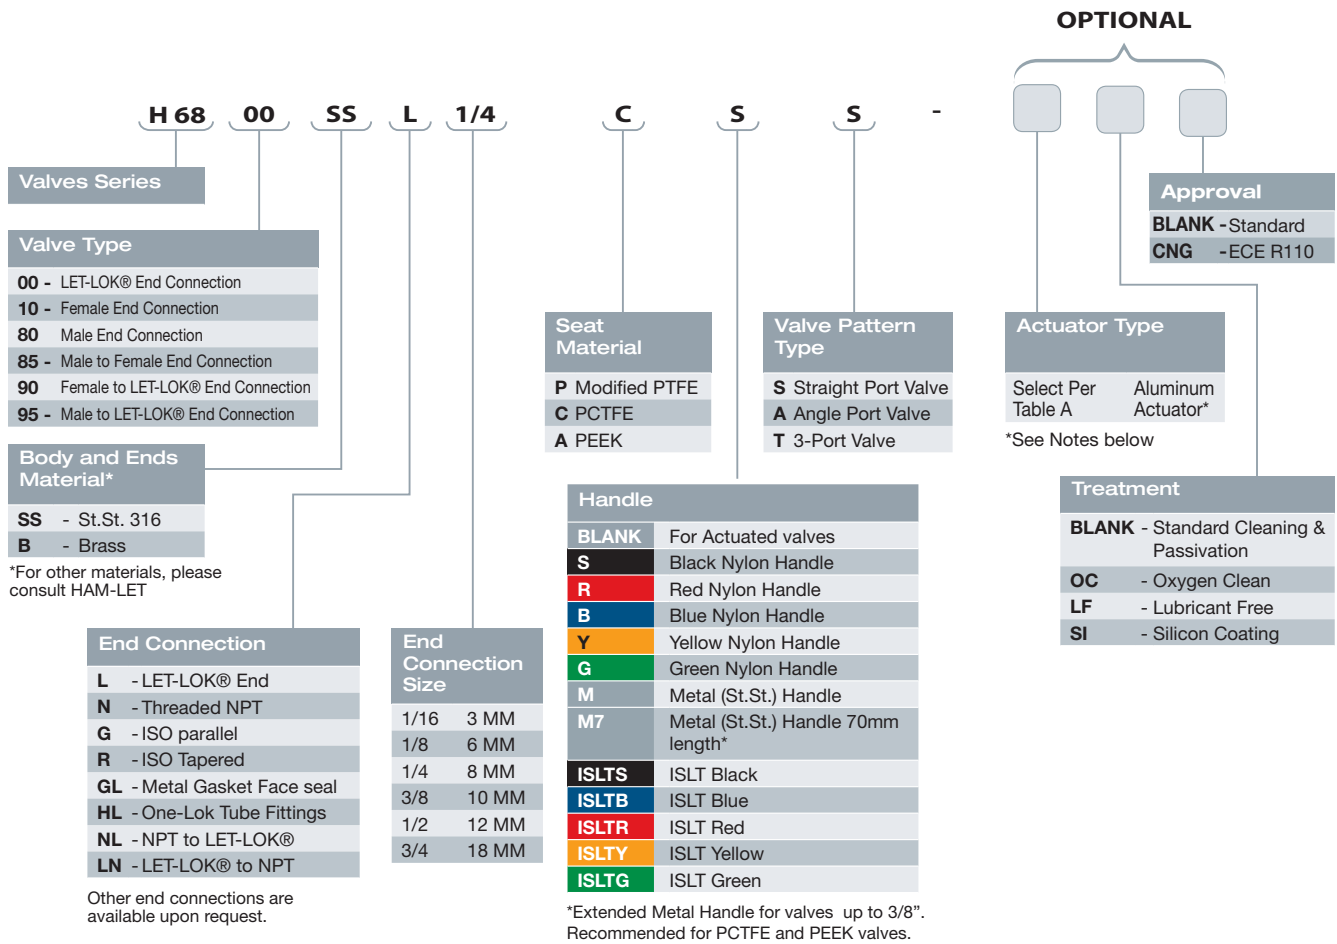 OPTIONAL
H 68 00 SS L 1/4 C S S -
Valves Series
Valve Type
00 - LET-LOK® End Connection
10 - Female End Connection
80 Male End Connection
85 - Male to Female End Connection
90 Female to LET-LOK® End Connection
95 - Male to LET-LOK® End Connection
Body and Ends
Material*
SS - St.St. 316
B - Brass
*For other materials, please
consult HAM-LET
End Connection
L - LET-LOK® End
N - Threaded NPT
G - ISO parallel
R - ISO Tapered
GL - Metal Gasket Face seal
HL - One-Lok Tube Fittings
NL - NPT to LET-LOK®
LN - LET-LOK® to NPT
Other end connections are
available upon request.
End
Connection
Size
1/16 3 MM
1/8 6 MM
1/4 8 MM
3/8 10 MM
1/2 12 MM
3/4 18 MM
Seat
Material
P Modified PTFE
C PCTFE
A PEEK
Handle
BLANK For Actuated valves
S Black Nylon Handle
R Red Nylon Handle
B Blue Nylon Handle
Y Yellow Nylon Handle
G Green Nylon Handle
M Metal (St.St.) Handle
M7 Metal (St.St.) Handle 70mm
length*
ISLTS ISLT Black
ISLTB ISLT Blue
ISLTR ISLT Red
ISLTY ISLT Yellow
ISLTG ISLT Green
*Extended Metal Handle for valves up to 3/8”.
Recommended for PCTFE and PEEK valves.
Valve Pattern
Type
S Straight Port Valve
A Angle Port Valve
T 3-Port Valve
Actuator Type
Select Per Aluminum
Table A Actuator*
*See Notes below
Treatment
BLANK - Standard Cleaning &
Passivation
OC - Oxygen Clean
LF - Lubricant Free
SI - Silicon Coating
Approval
BLANK - Standard
CNG - ECE R110